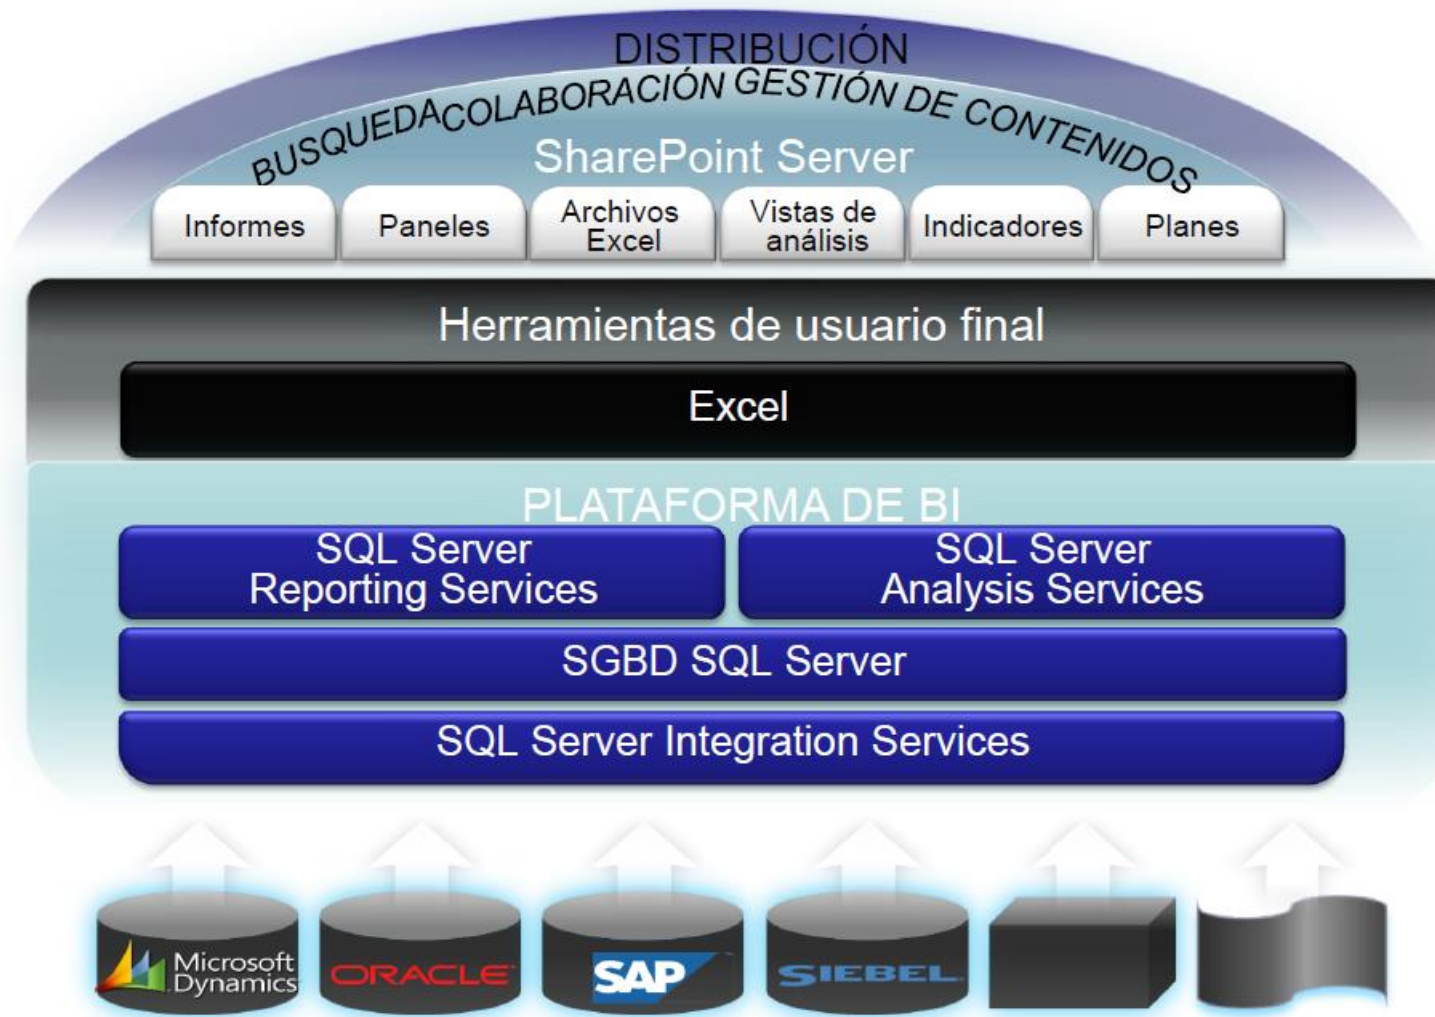 DISTRIBUCIÓN
BUSQUEDA COLABORACIÓN GESTIÓN DE CONTENIDOS
SharePoint Server
Informes
Paneles
Archivos
Excel
Vistas de
análisis
Indicadores
Planes
Herramientas de usuario final
Excel
PLATAFORMA DE BI
SQL Server
Reporting Services
SQL Server
Analysis Services
SGBD SQL Server
SQL Server Integration Services
Microsoft
Dynamics
ORACLE
SAP
SIEBEL